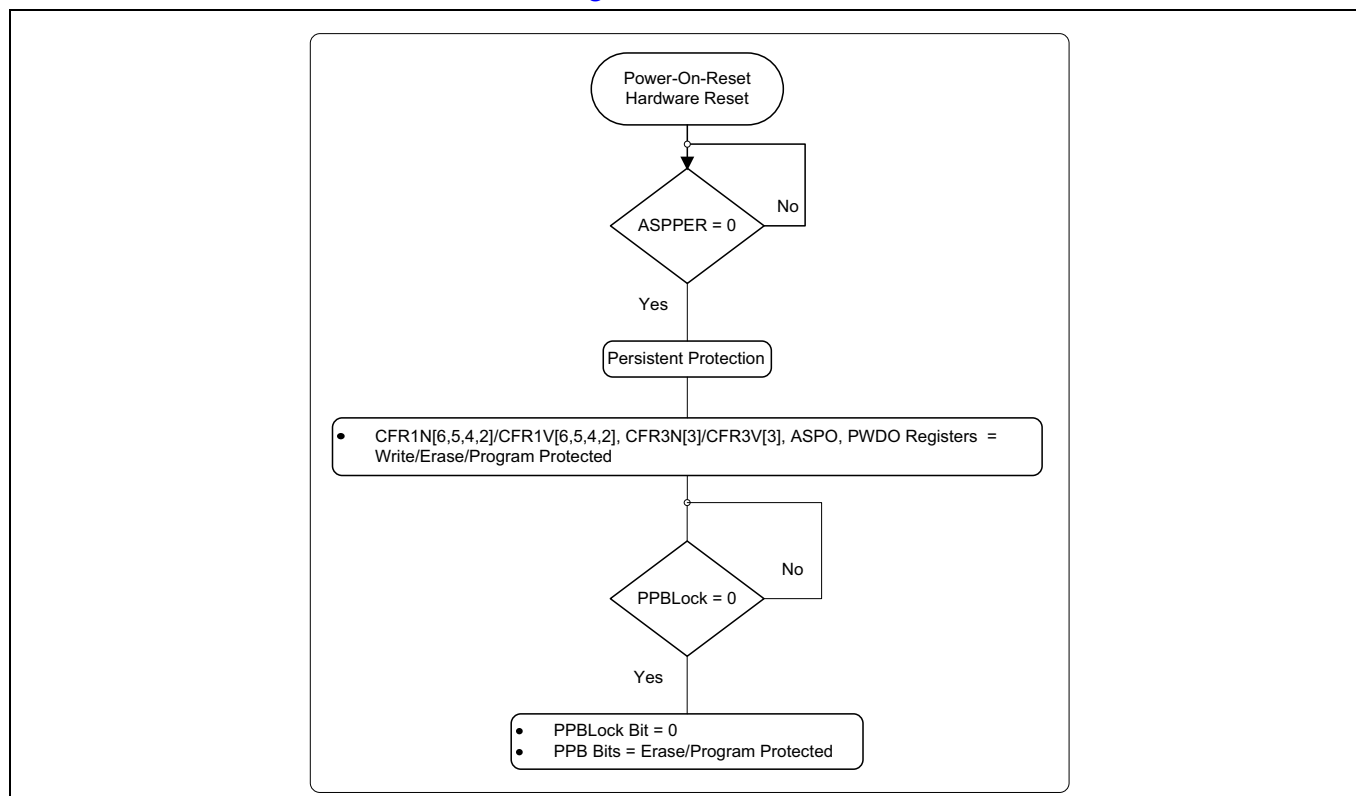 Power-On-Reset
Hardware Reset
No
ASPPER = 0
Yes
Persistent Protection
• CFR1N[6,5,4,2]/CFR1V[6,5,4,2], CFR3N[3]/CFR3V[3], ASPO, PWDO Registers =
Write/Erase/Program Protected
No
PPBLock = 0
Yes
• PPBLock Bit = 0
• PPB Bits = Erase/Program Protected